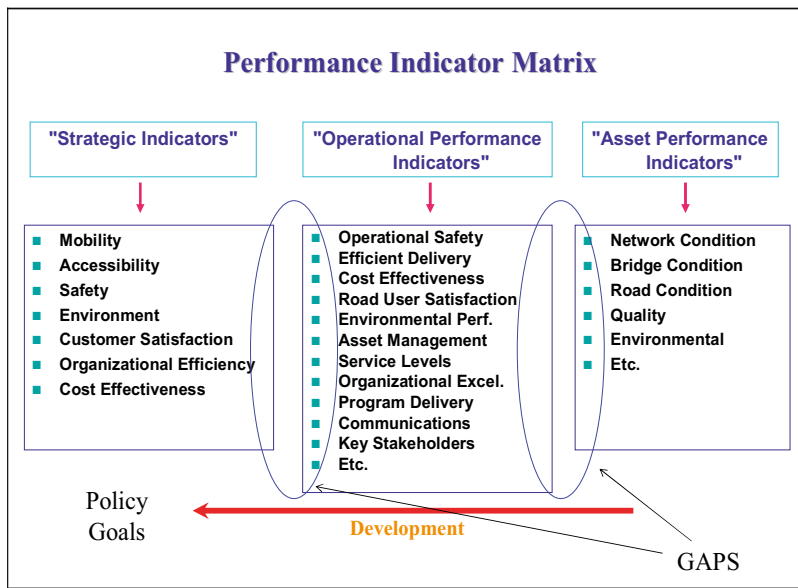 Performance Indicator Matrix
"Strategic Indicators"
"Operational Performance
Indicators"
"Asset Performance
Indicators"
Mobility
Accessibility
Safety
Environment
Customer Satisfaction
Organizational Efficiency
Cost Effectiveness
Operational Safety
Efficient Delivery
Cost Effectiveness
Road User Satisfaction
Environmental Perf.
Asset Management
Service Levels
Organizational Excel.
Program Delivery
Communications
Key Stakeholders
Etc.
Network Condition
Bridge Condition
Road Condition
Quality
Environmental
Etc.
Policy
Goals
Development
GAPS